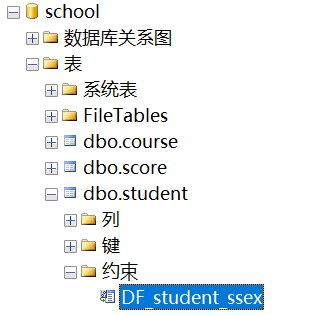 school
数据库关系图
表
系统表
FileTables
dbo.course
dbo.score
dbo.student
列
键
约束
DF_student_ssex